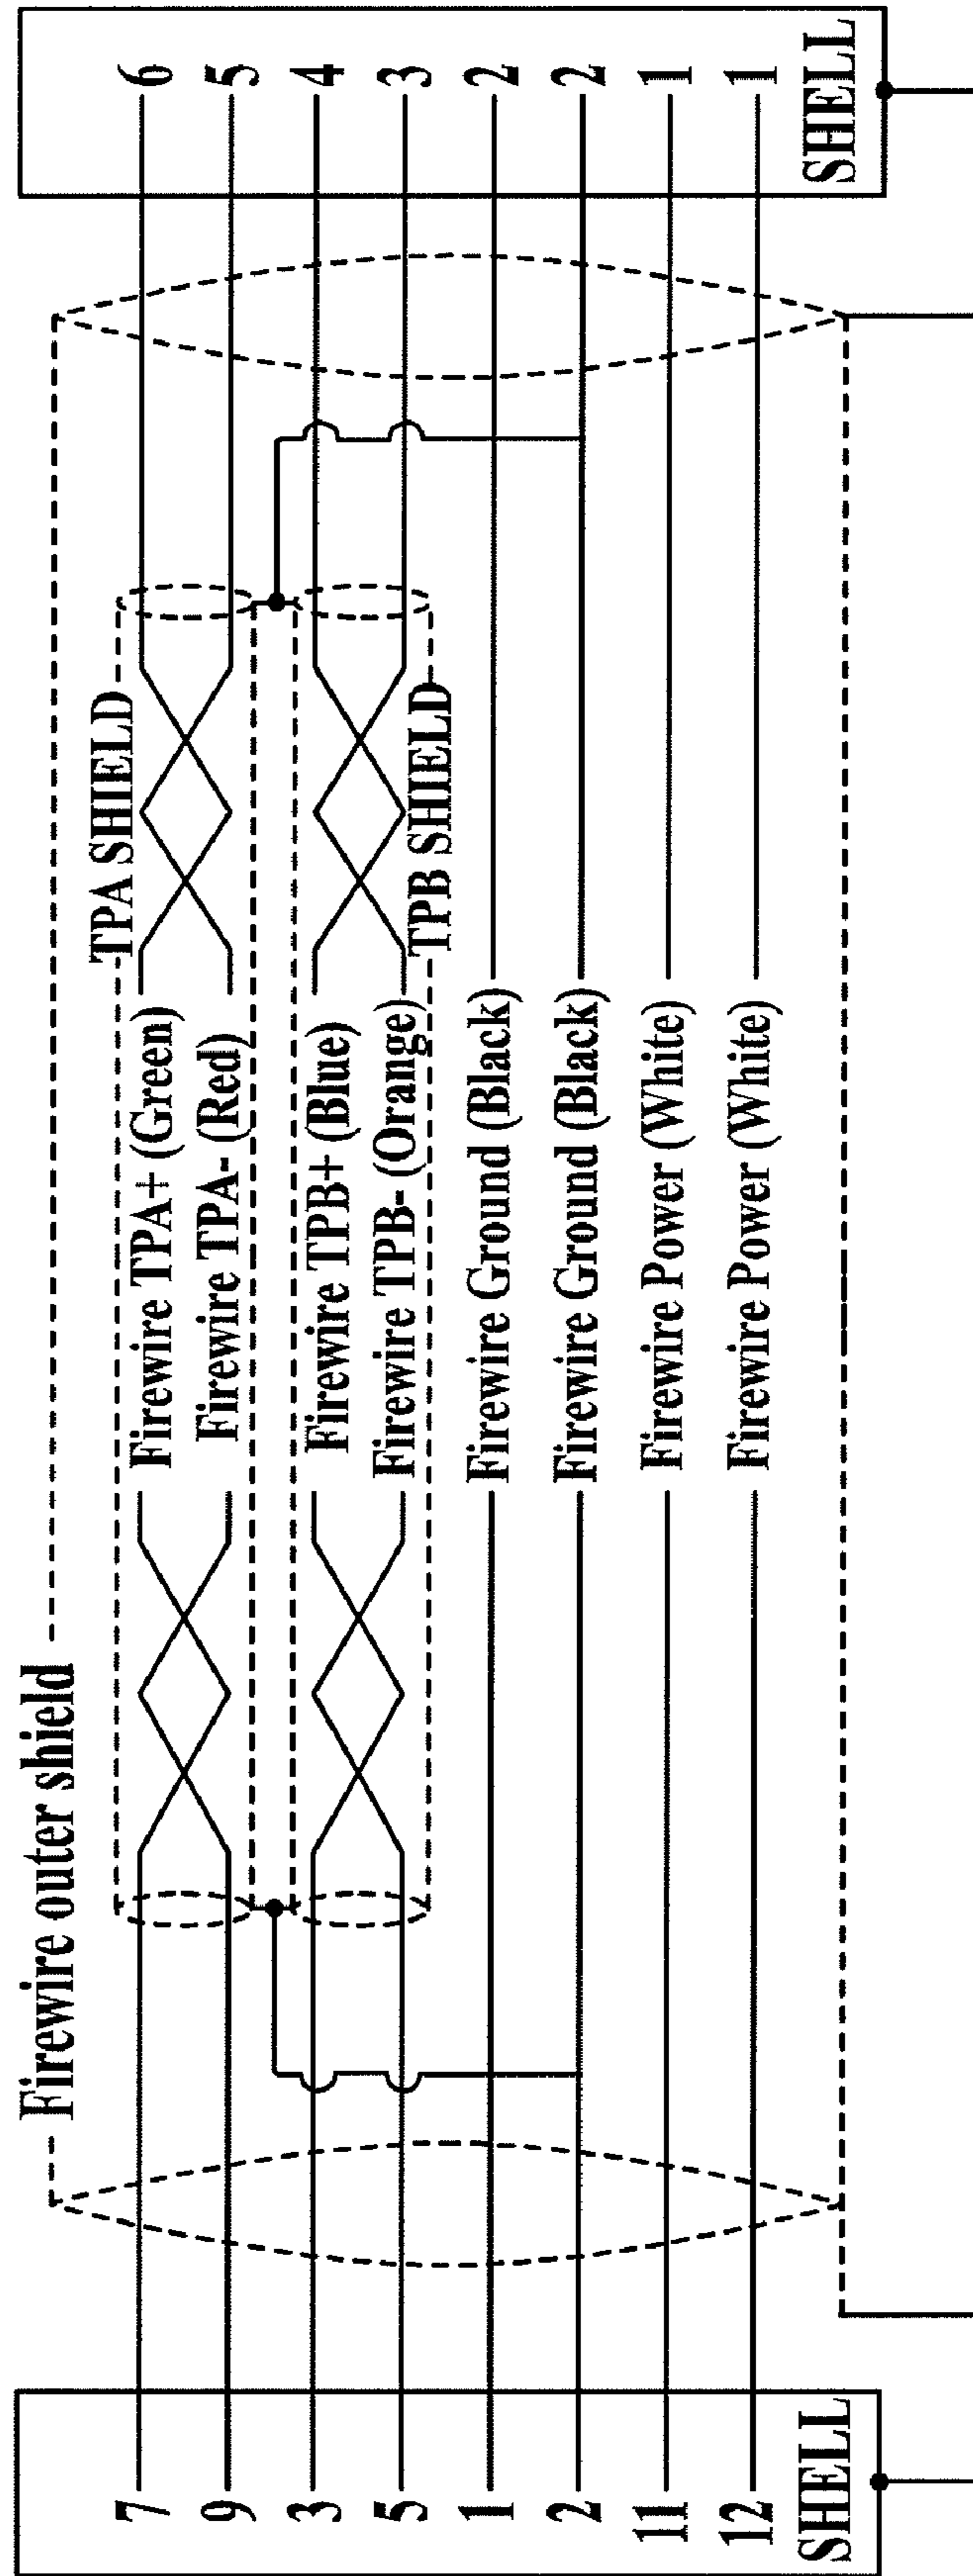 Firewire outer shield
TPA SHIELD
7 Firewire TPA+ (Green) 6
9 Firewire TPA- (Red) 5
3 Firewire TPB+ (Blue) 4
5 Firewire TPB- (Orange) 3
TPB SHIELD
1 Firewire Ground (Black) 2
2 Firewire Ground (Black) 2
11 Firewire Power (White) 1
12 Firewire Power (White) 1
SHELL SHELL